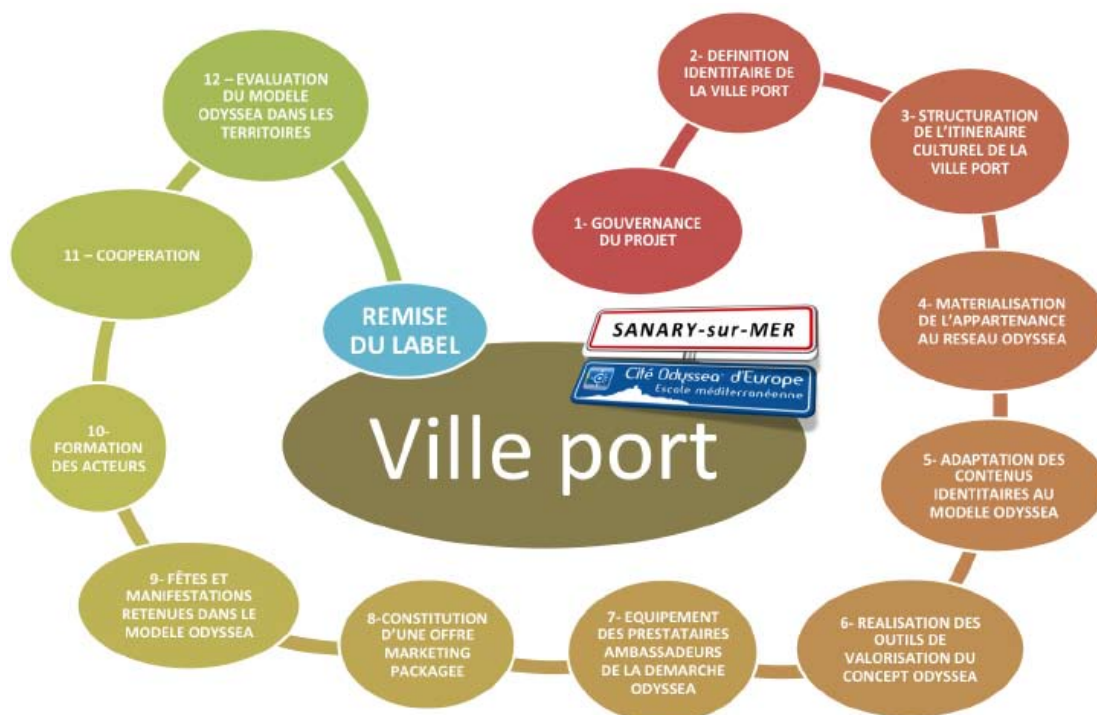 1- GOUVERNANCE
DU PROJET
2- DEFINITION
IDENTITAIRE DE
LA VILLE PORT
3- STRUCTURATION
DE L'ITINERAIRE
CULTUREL DE LA
VILLE PORT
4- MATERIALISATION
DE L'APPARTENANCE
AU RESEAU ODYSSEA
5- ADAPTATION DES
CONTENUS
IDENTITAIRES AU
MODELE ODYSSEA
6- REALISATION DES
OUTILS DE
VALORISATION DU
CONCEPT ODYSSEA
7- EQUIPEMENT
DES PRESTATAIRES
AMBASSADEURS
DE LA DEMARCHE
ODYSSEA
8-CONSTITUTION
D'UNE OFFRE
MARKETING
PACKAGEE
9- FÊTES ET
MANIFESTATIONS
RETENUES DANS LE
MODELE ODYSSEA
10-
FORMATION
DES ACTEURS
11 – COOPERATION
12 – EVALUATION
DU MODELE
ODYSSEA DANS LES
TERRITOIRES
REMISE
DU LABEL
SANARY-sur-MER
Cité Odyssea d'Europe
Escale méditerranéenne
Ville port